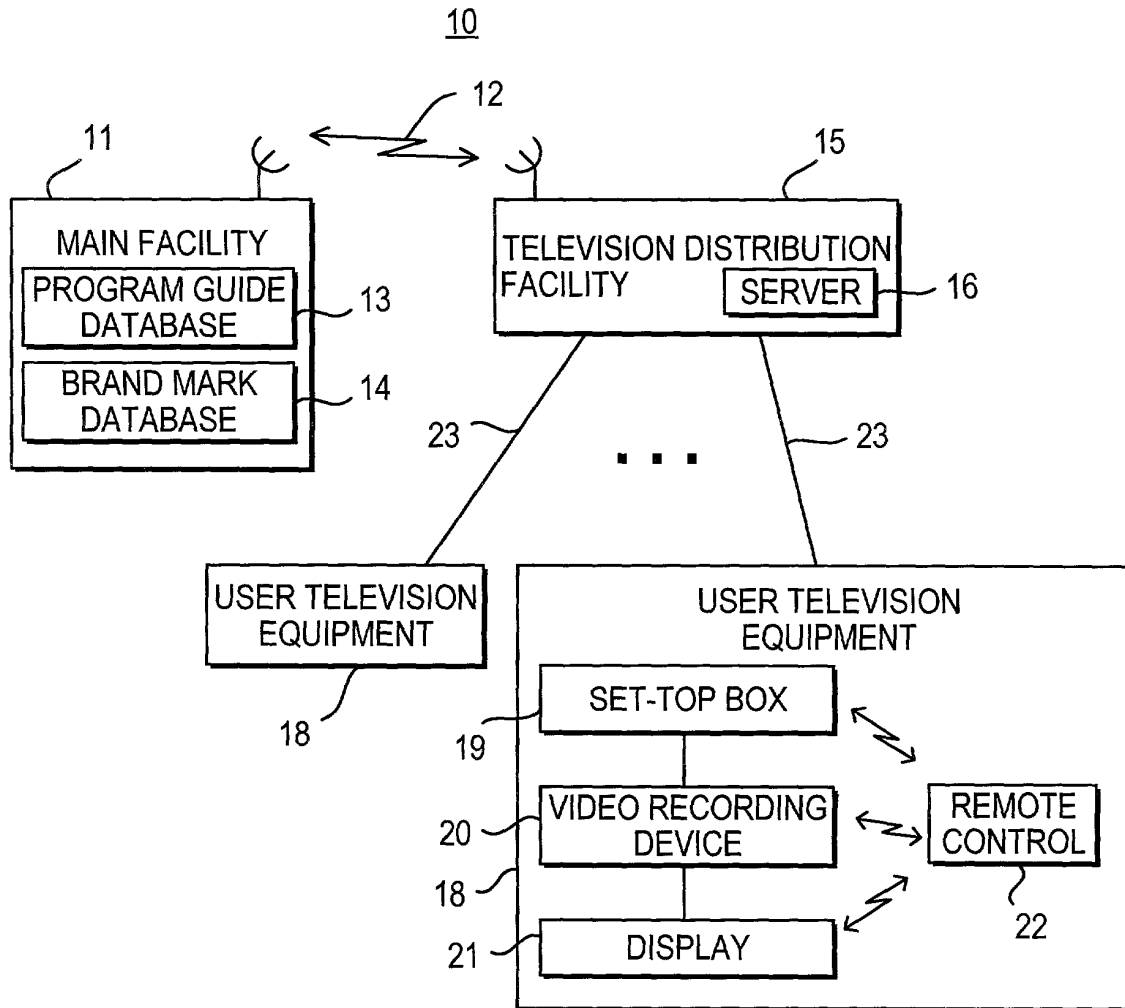 10
12
11
15
MAIN FACILITY
PROGRAM GUIDE
DATABASE
13
BRAND MARK
DATABASE
14
TELEVISION DISTRIBUTION
FACILITY
SERVER
16
23
23
...
USER TELEVISION
EQUIPMENT
18
USER TELEVISION
EQUIPMENT
SET-TOP BOX
19
VIDEO RECORDING
DEVICE
20
18
DISPLAY
21
REMOTE
CONTROL
22